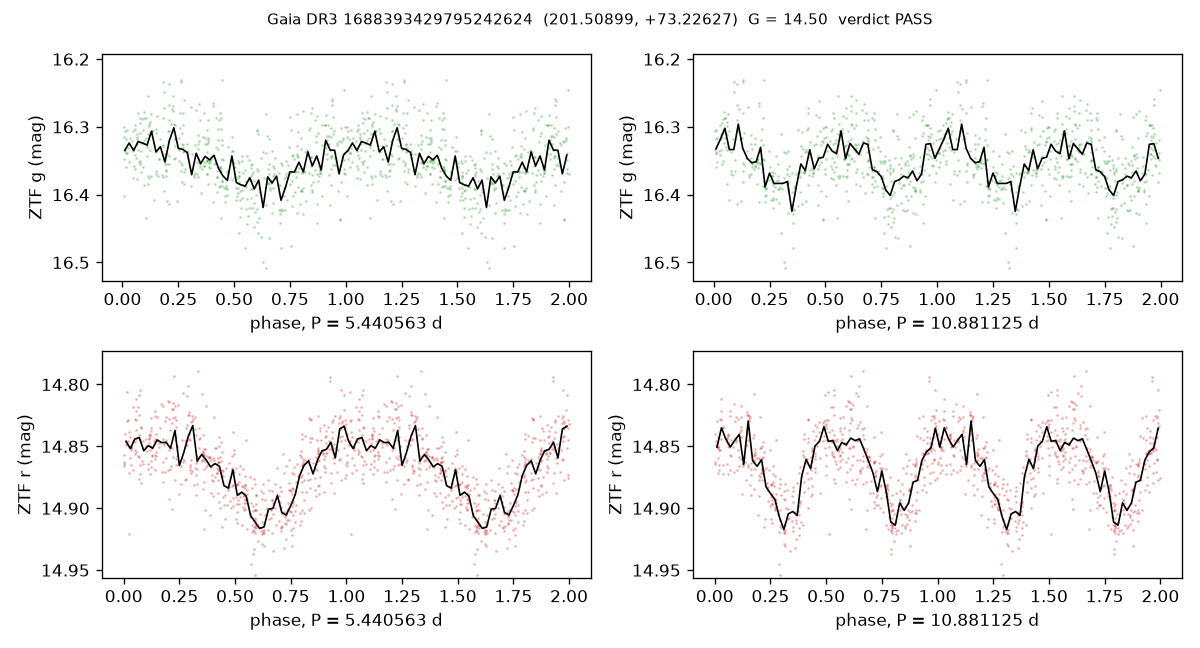 Gaia DR3 1688393429795242624 (201.50899, +73.22627) G = 14.50 verdict PASS
16.2
16.3
16.4
16.5
ZTF g (mag)
0.00 0.25 0.50 0.75 1.00 1.25 1.50 1.75 2.00
phase, P = 5.440563 d
16.2
16.3
16.4
16.5
ZTF g (mag)
0.00 0.25 0.50 0.75 1.00 1.25 1.50 1.75 2.00
phase, P = 10.881125 d
14.80
14.85
14.90
14.95
ZTF r (mag)
0.00 0.25 0.50 0.75 1.00 1.25 1.50 1.75 2.00
phase, P = 5.440563 d
14.80
14.85
14.90
14.95
ZTF r (mag)
0.00 0.25 0.50 0.75 1.00 1.25 1.50 1.75 2.00
phase, P = 10.881125 d